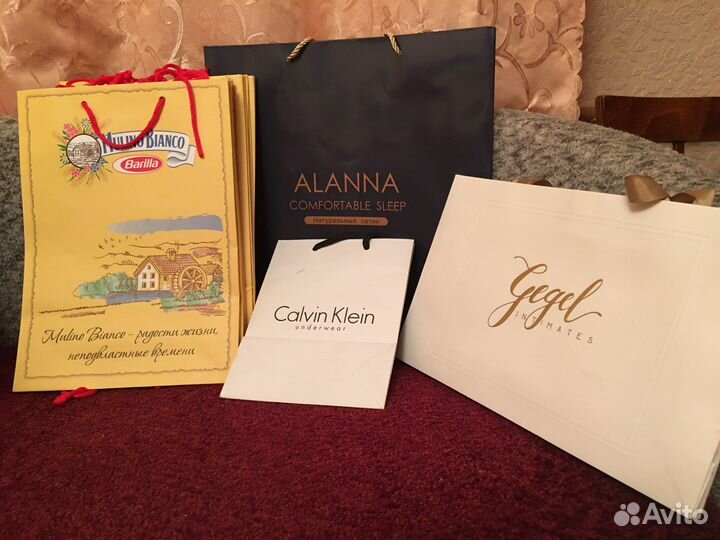 Mulino Bianco
Barilla
Mulino Bianco – радости жизни,
неподвластные времени
ALANNA
COMFORTABLE SLEEP
Натуральный сатин
Calvin Klein
underwear
Gegel
INTIMATES
Avito